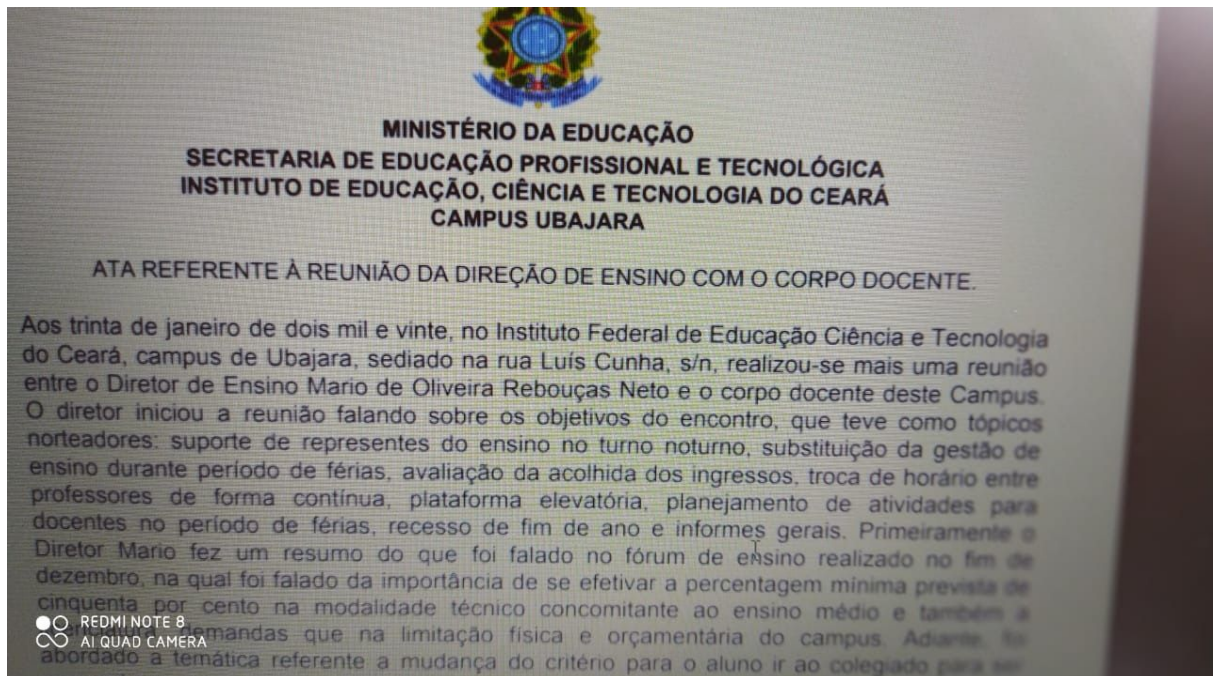 MINISTÉRIO DA EDUCAÇÃO
SECRETARIA DE EDUCAÇÃO PROFISSIONAL E TECNOLÓGICA
INSTITUTO DE EDUCAÇÃO, CIÊNCIA E TECNOLOGIA DO CEARÁ
CAMPUS UBAJARA
ATA REFERENTE À REUNIÃO DA DIREÇÃO DE ENSINO COM O CORPO DOCENTE.
Aos trinta de janeiro de dois mil e vinte, no Instituto Federal de Educação Ciência e Tecnologia
do Ceará, campus de Ubajara, sediado na rua Luís Cunha, s/n, realizou-se mais uma reunião
entre o Diretor de Ensino Mario de Oliveira Rebouças Neto e o corpo docente deste Campus.
O diretor iniciou a reunião falando sobre os objetivos do encontro, que teve como tópicos
norteadores: suporte de representes do ensino no turno noturno, substituição da gestão de
ensino durante período de férias, avaliação da acolhida dos ingressos, troca de horário entre
professores de forma contínua, plataforma elevatória, planejamento de atividades para
docentes no período de férias, recesso de fim de ano e informes gerais. Primeiramente o
Diretor Mario fez um resumo do que foi falado no fórum de ensino realizado no fim de
dezembro, na qual foi falado da importância de se efetivar a percentagem mínima prevista de
cinquenta por cento na modalidade técnico concomitante ao ensino médio e também a
demandas que na limitação física e orçamentária do campus. Adiante,
abordado a temática referente a mudança do critério para o aluno ir ao colegiado para ser
REDMI NOTE 8
AI QUAD CAMERA